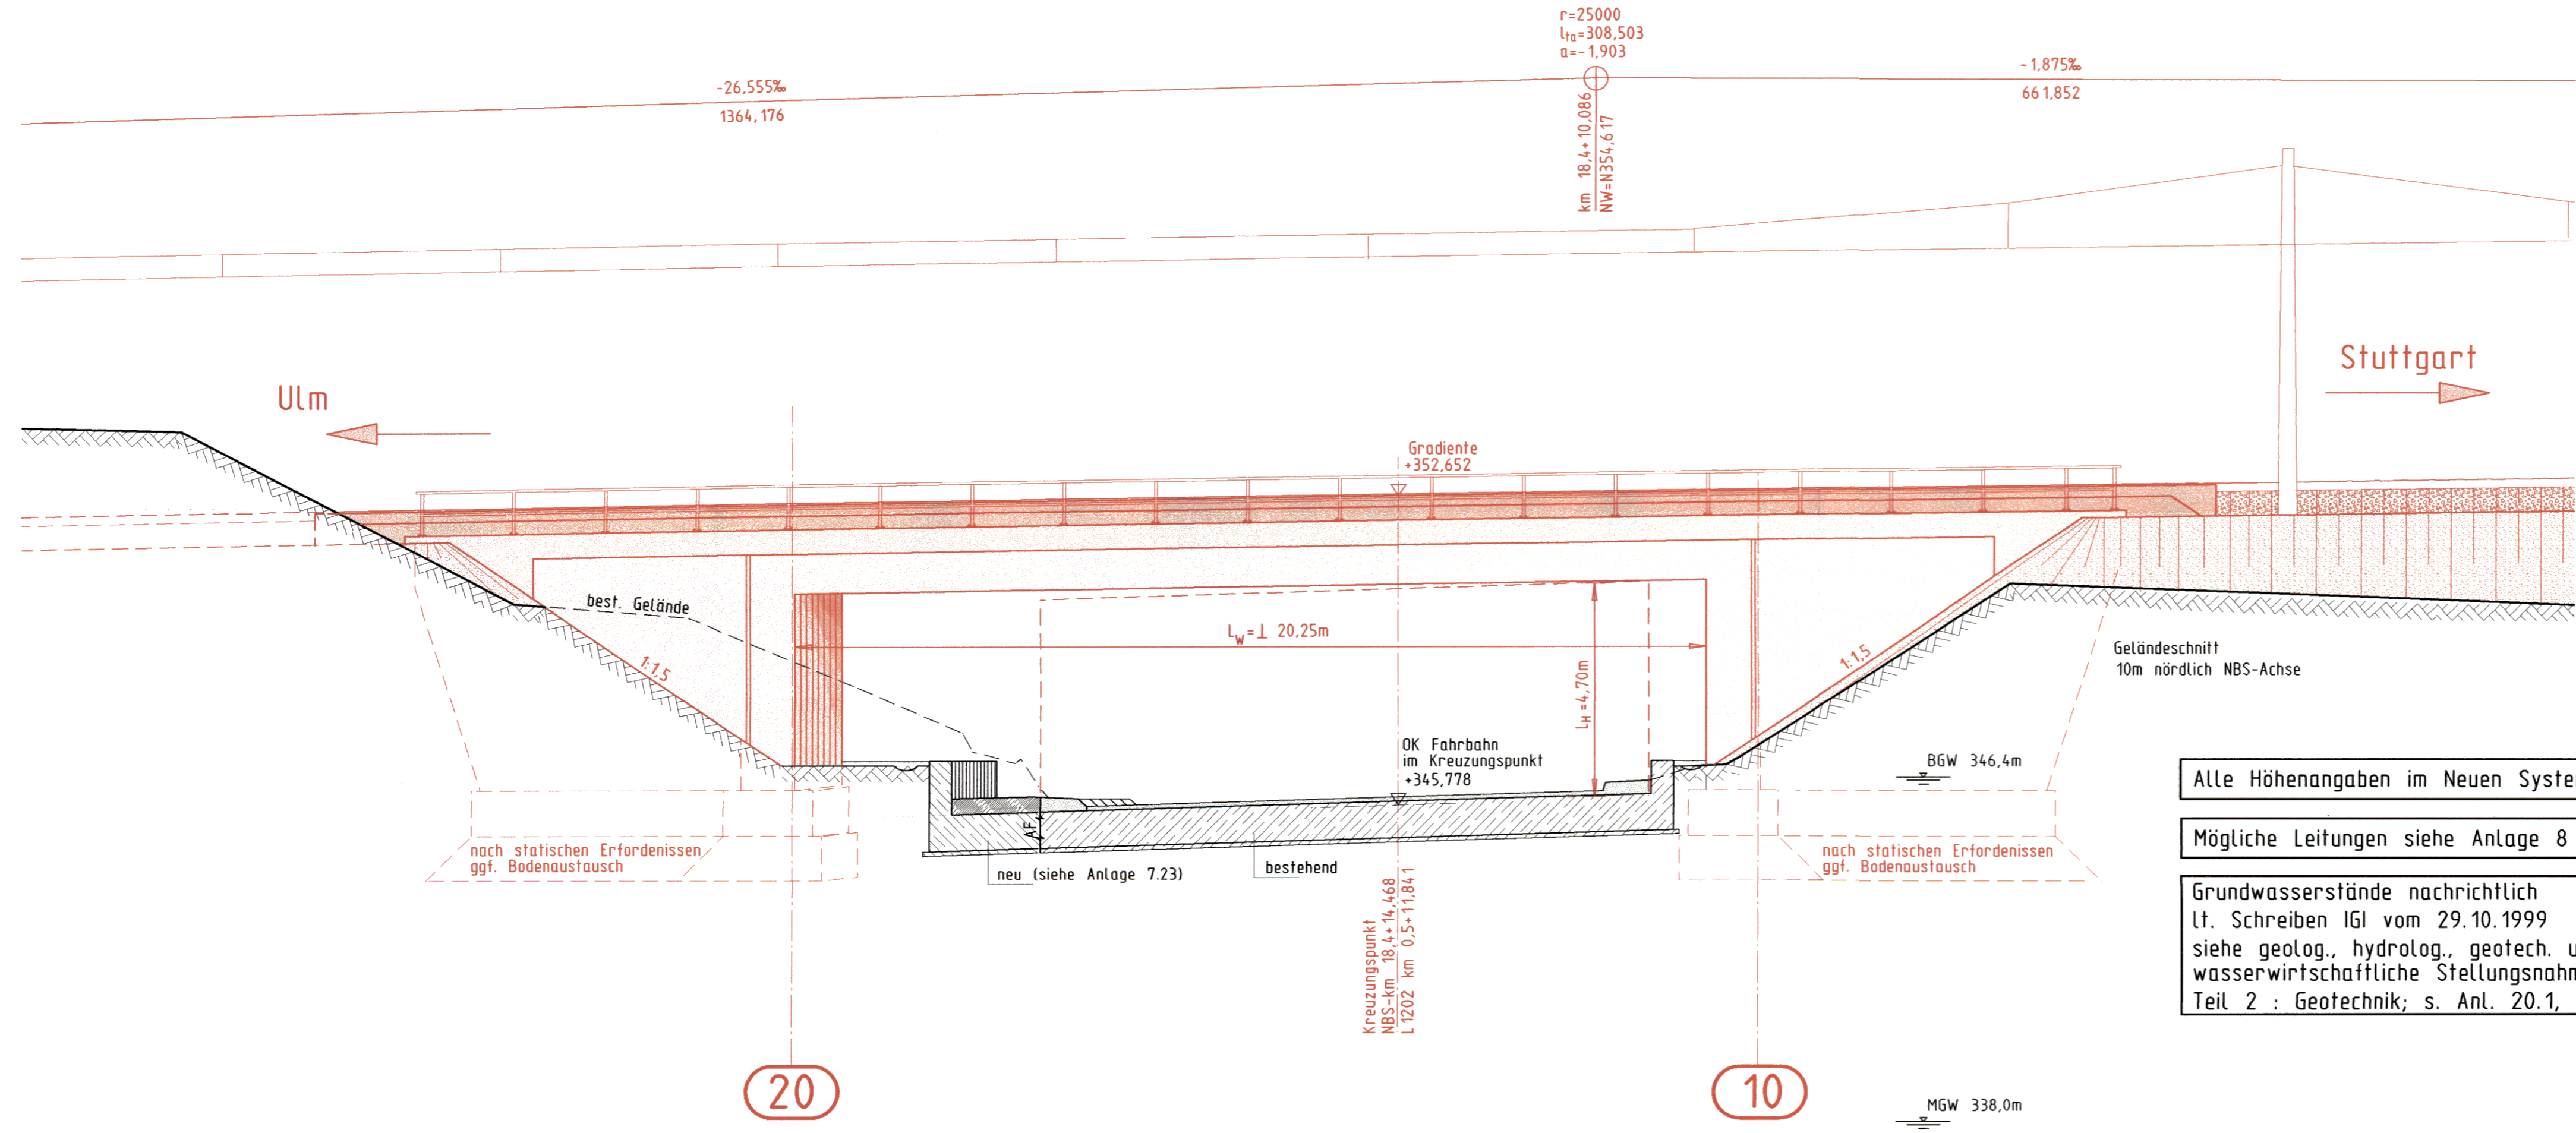 r=25000
lta=308,503
a=-1,903
-26,555‰
1364,176
-1,875‰
661,852
km 18,4+10,086
NW=N354,617
Ulm
Stuttgart
Gradiente
+352,652
best. Gelände
LW=⊥ 20,25m
1:1,5
1:1,5
LH=4,70m
Geländeschnitt
10m nördlich NBS-Achse
OK Fahrbahn
im Kreuzungspunkt
+345,778
BGW 346,4m
AF
nach statischen Erfordenissen
ggf. Bodenaustausch
neu (siehe Anlage 7.23)
bestehend
nach statischen Erfordenissen
ggf. Bodenaustausch
Kreuzungspunkt
NBS-km 18,4+14,468
L1202 km 0,5+11,841
Alle Höhenangaben im Neuen Syste
Mögliche Leitungen siehe Anlage 8
Grundwasserstände nachrichtlich
lt. Schreiben IGI vom 29.10.1999
siehe geolog., hydrolog., geotech. u
wasserwirtschaftliche Stellungsnahm
Teil 2 : Geotechnik; s. Anl. 20.1,
20
10
MGW 338,0m